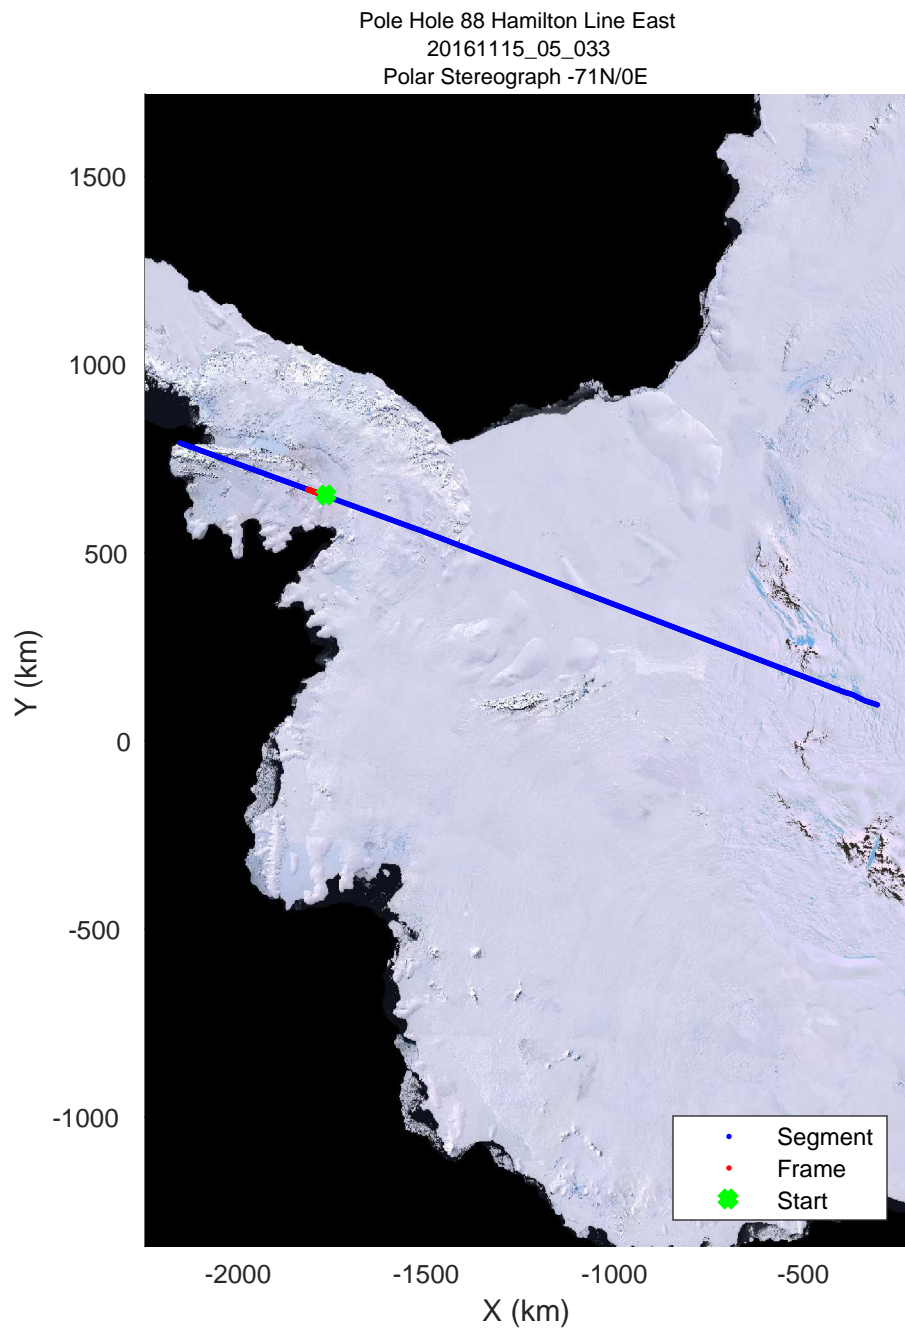 Pole Hole 88 Hamilton Line East
20161115_05_033
Polar Stereograph -71N/0E
1500
1000
500
0
-500
-1000
Y (km)
-2000
-1500
-1000
-500
X (km)
Segment
Frame
Start